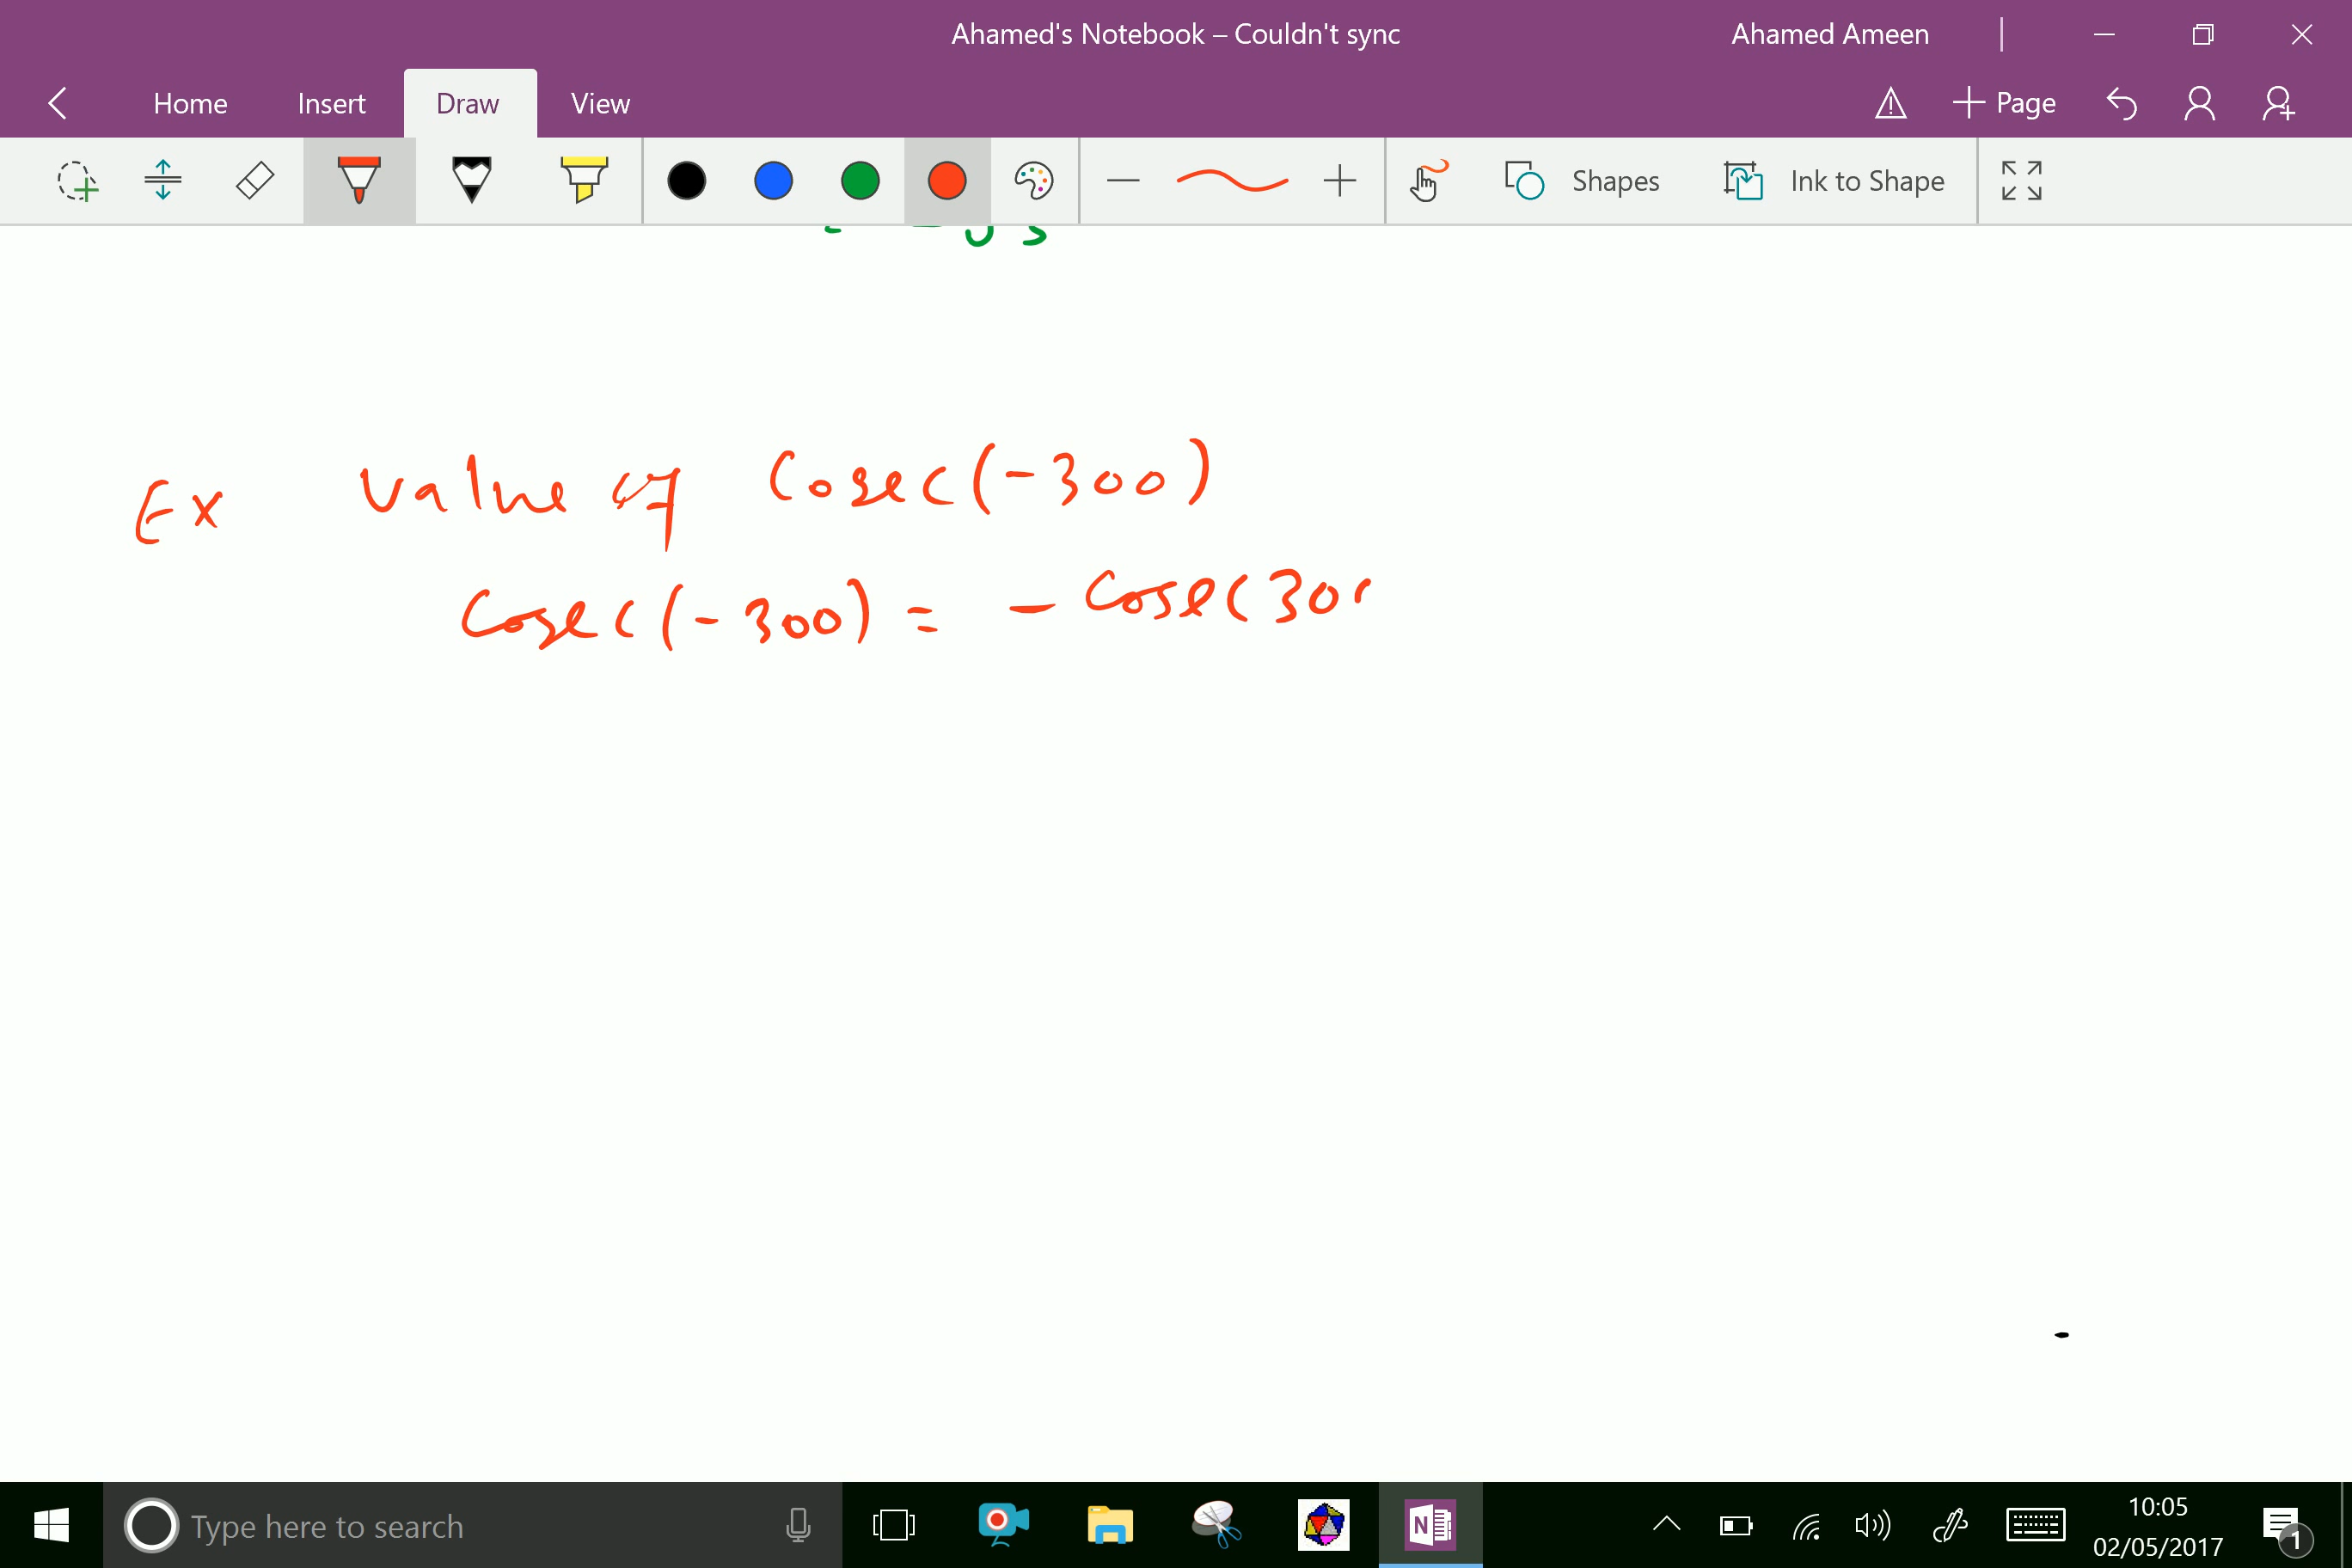 Ahamed's Notebook – Couldn't sync
Ahamed Ameen
Home Insert Draw View
Page
Shapes
Ink to Shape
Ex Value of Cosec(-300)
Cosec(-300) = - Cosec 30
Type here to search
N
10:05
02/05/2017
1